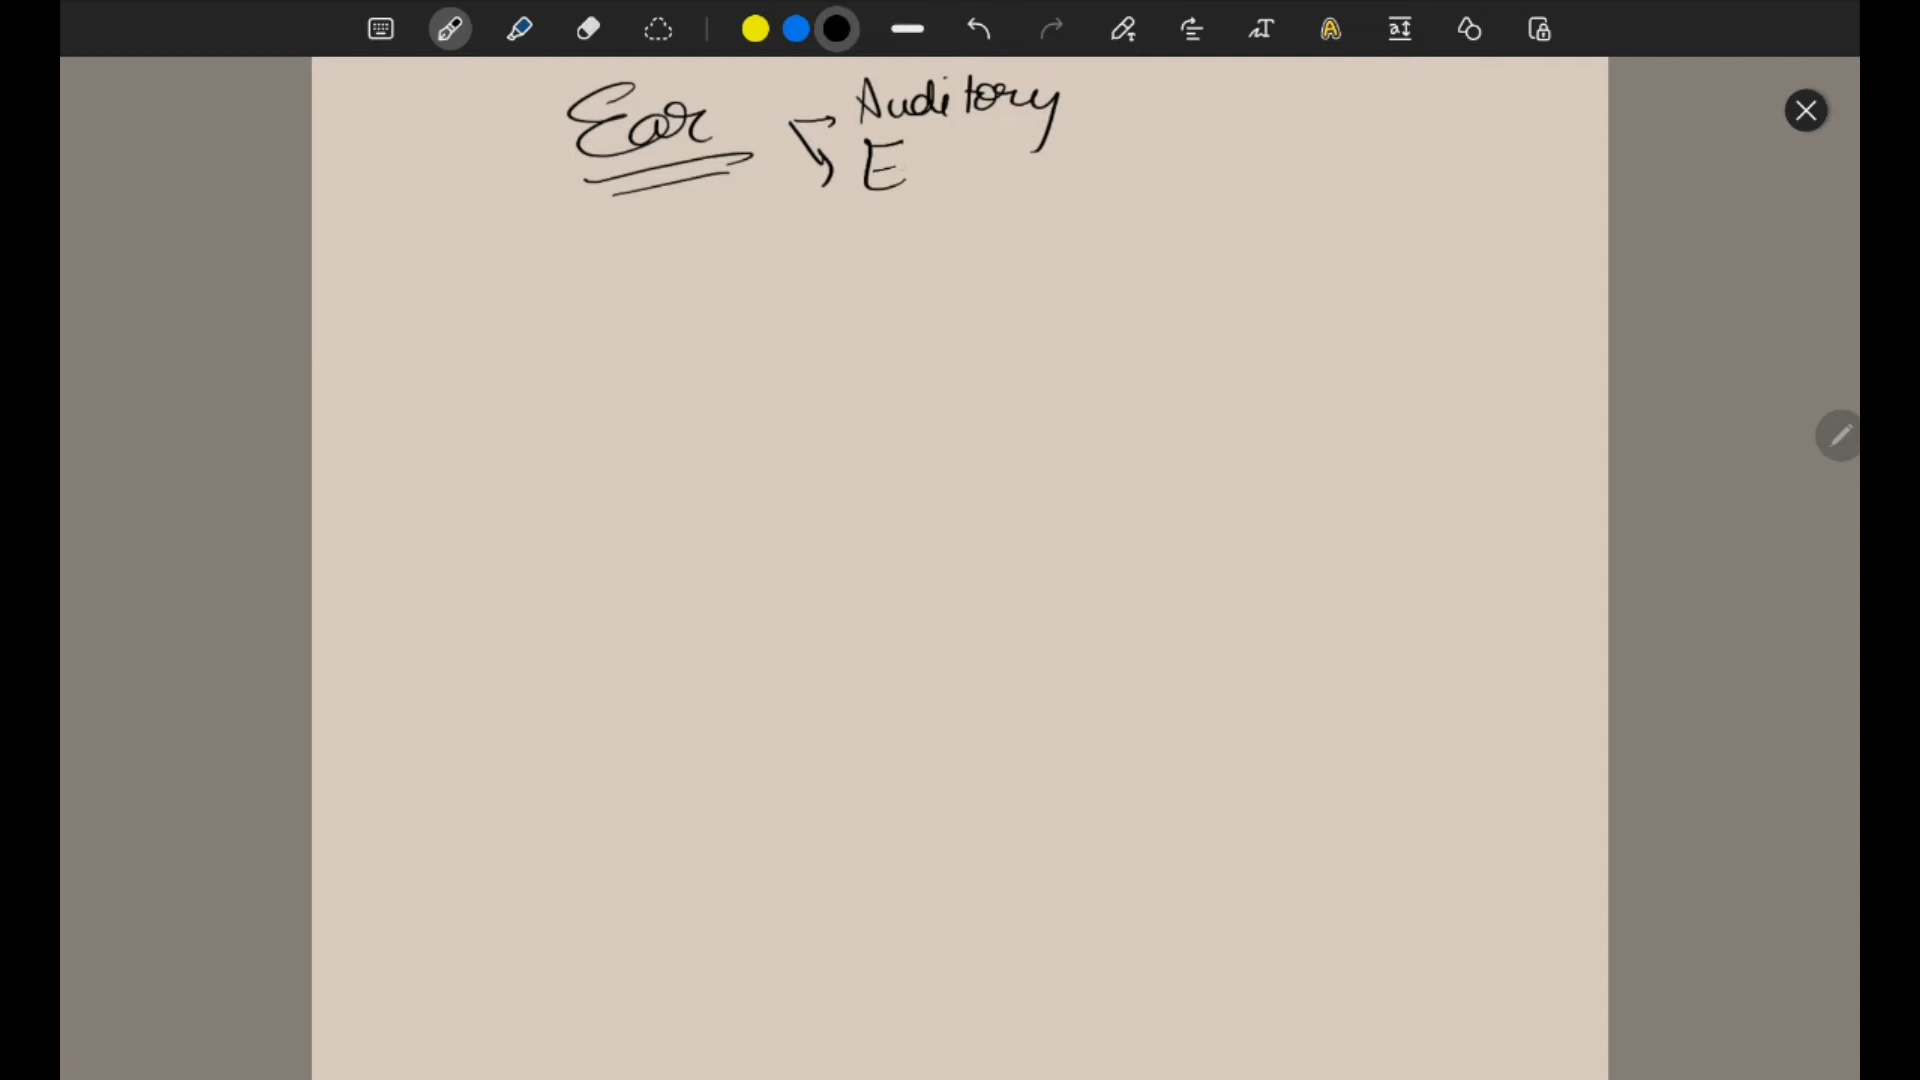 Ear → Auditory
→ E